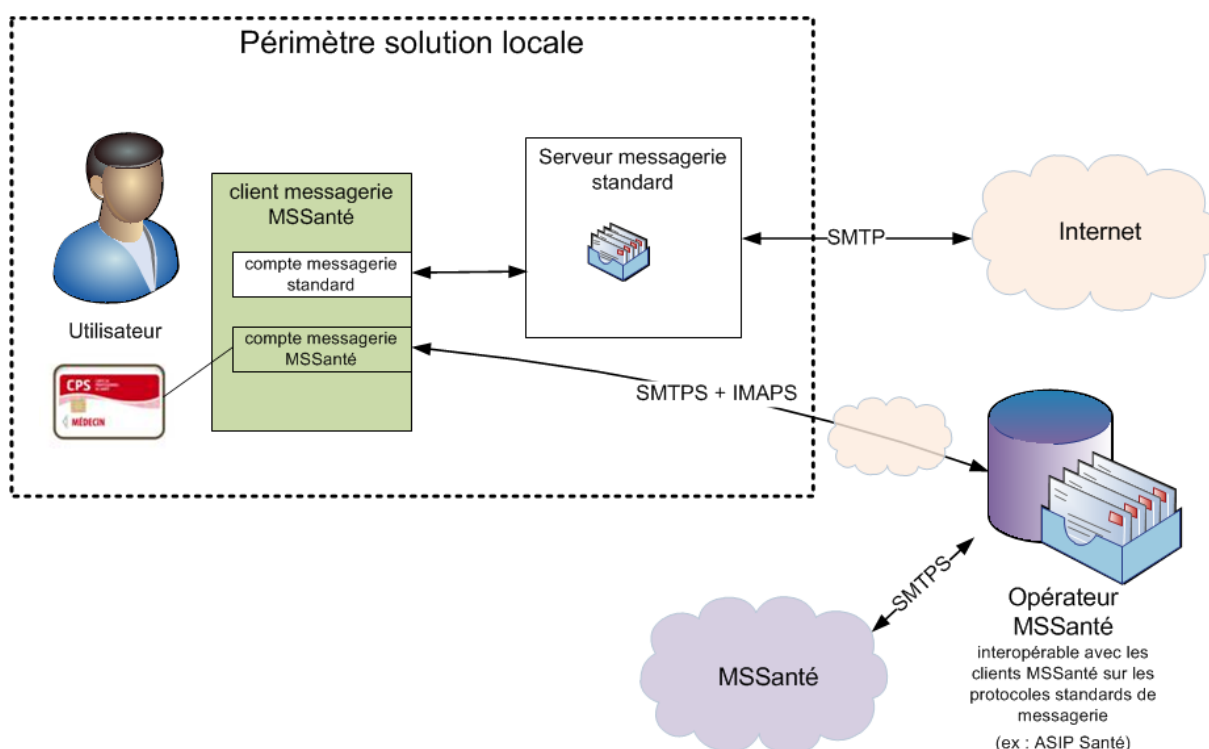 Périmètre solution locale
Utilisateur
CPS
MÉDECIN
client messagerie
MSSanté
compte messagerie
standard
compte messagerie
MSSanté
Serveur messagerie
standard
SMTP
Internet
SMTPS + IMAPS
SMTPS
MSSanté
Opérateur
MSSanté
interopérable avec les
clients MSSanté sur les
protocoles standards de
messagerie
(ex : ASIP Santé)